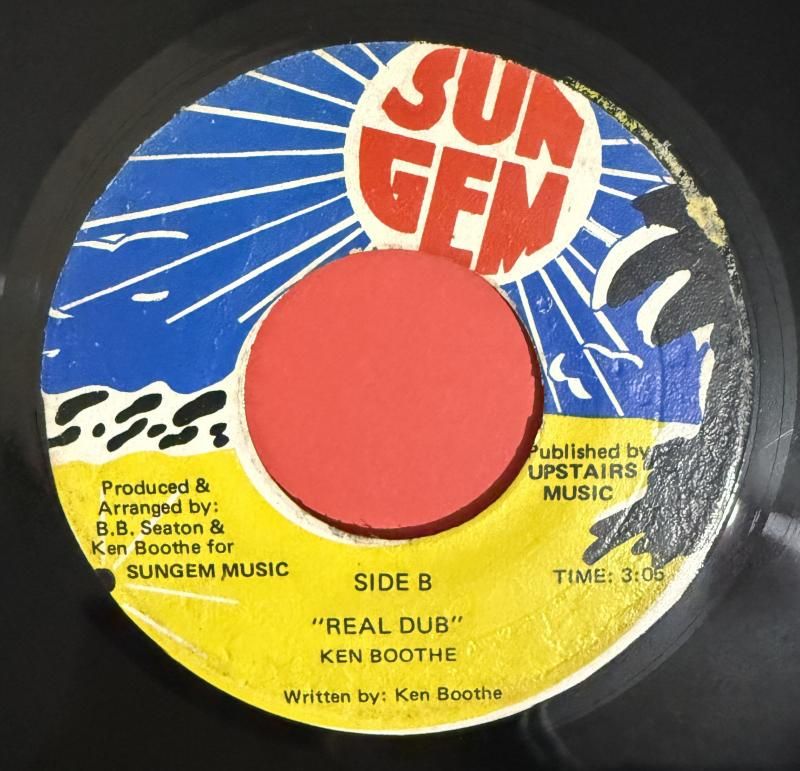 SUN
GEM
Published by
UPSTAIRS
MUSIC
Produced &
Arranged by:
B.B. Seaton &
Ken Boothe for
SUNGEM MUSIC
SIDE B
TIME: 3:05
"REAL DUB"
KEN BOOTHE
Written by: Ken Boothe